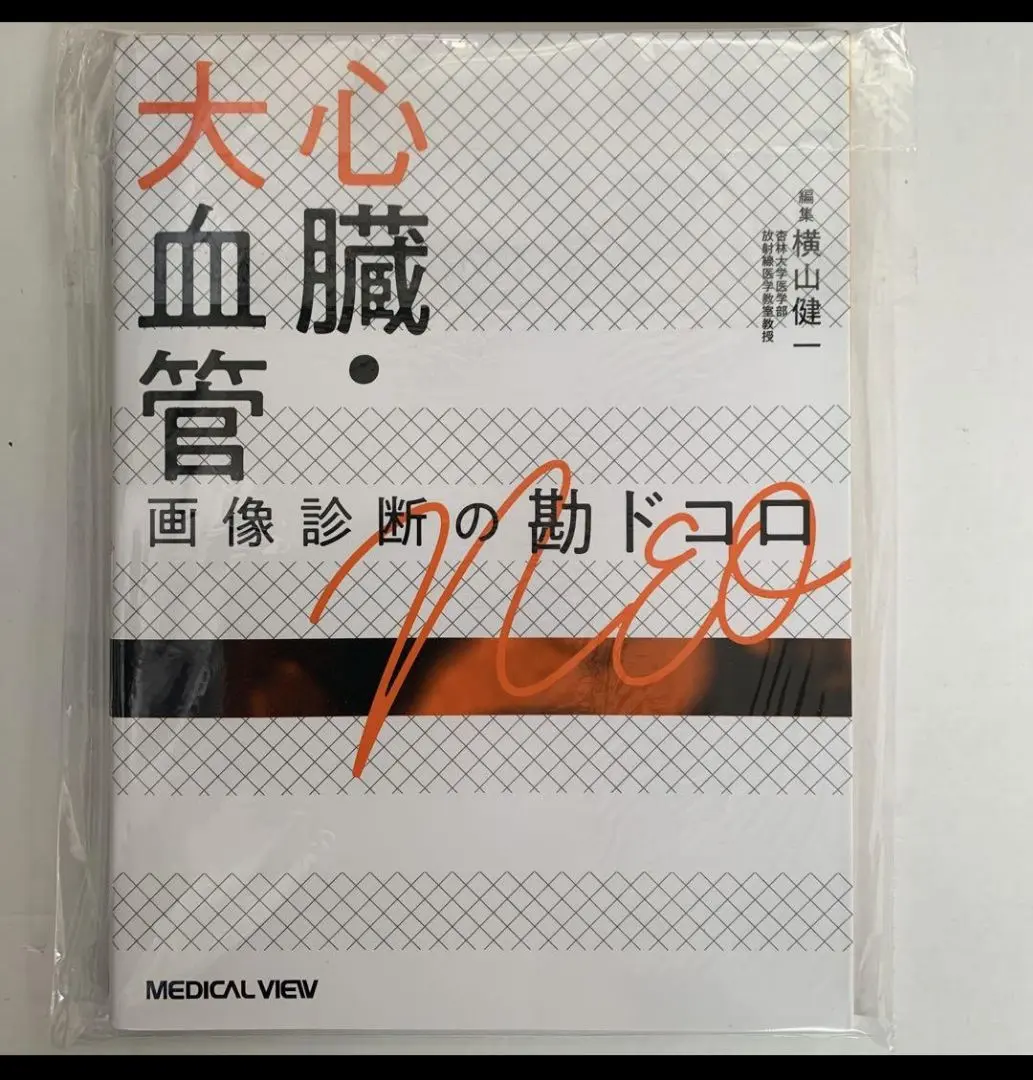 心臓・
大血管
画像診断の勘ドコロ
NEO
編集 横山健一
杏林大学医学部
放射線医学教室教授
MEDICAL VIEW